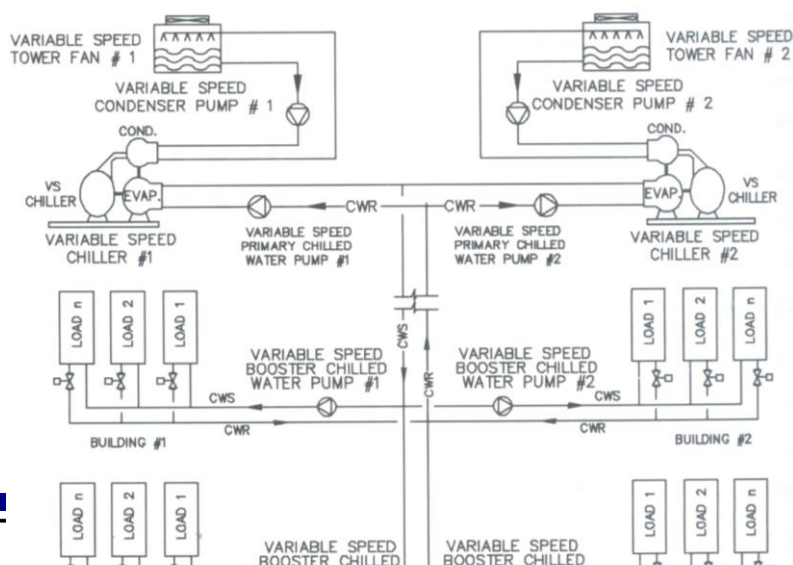 VARIABLE SPEED
TOWER FAN # 1
VARIABLE SPEED
TOWER FAN # 2
VARIABLE SPEED
CONDENSER PUMP # 1
VARIABLE SPEED
CONDENSER PUMP # 2
COND.
COND.
VS
CHILLER
EVAP.
EVAP.
VS
CHILLER
CWR
CWR
VARIABLE SPEED
CHILLER #1
VARIABLE SPEED
PRIMARY CHILLED
WATER PUMP #1
VARIABLE SPEED
PRIMARY CHILLED
WATER PUMP #2
VARIABLE SPEED
CHILLER #2
LOAD n
LOAD 2
LOAD 1
LOAD 1
LOAD 2
LOAD n
CWS
CWR
VARIABLE SPEED
BOOSTER CHILLED
WATER PUMP #1
VARIABLE SPEED
BOOSTER CHILLED
WATER PUMP #2
CWS
CWS
CWR
CWR
BUILDING #1
BUILDING #2
LOAD n
LOAD 2
LOAD 1
LOAD 1
LOAD 2
LOAD n
VARIABLE SPEED
BOOSTER CHILLED
VARIABLE SPEED
BOOSTER CHILLED